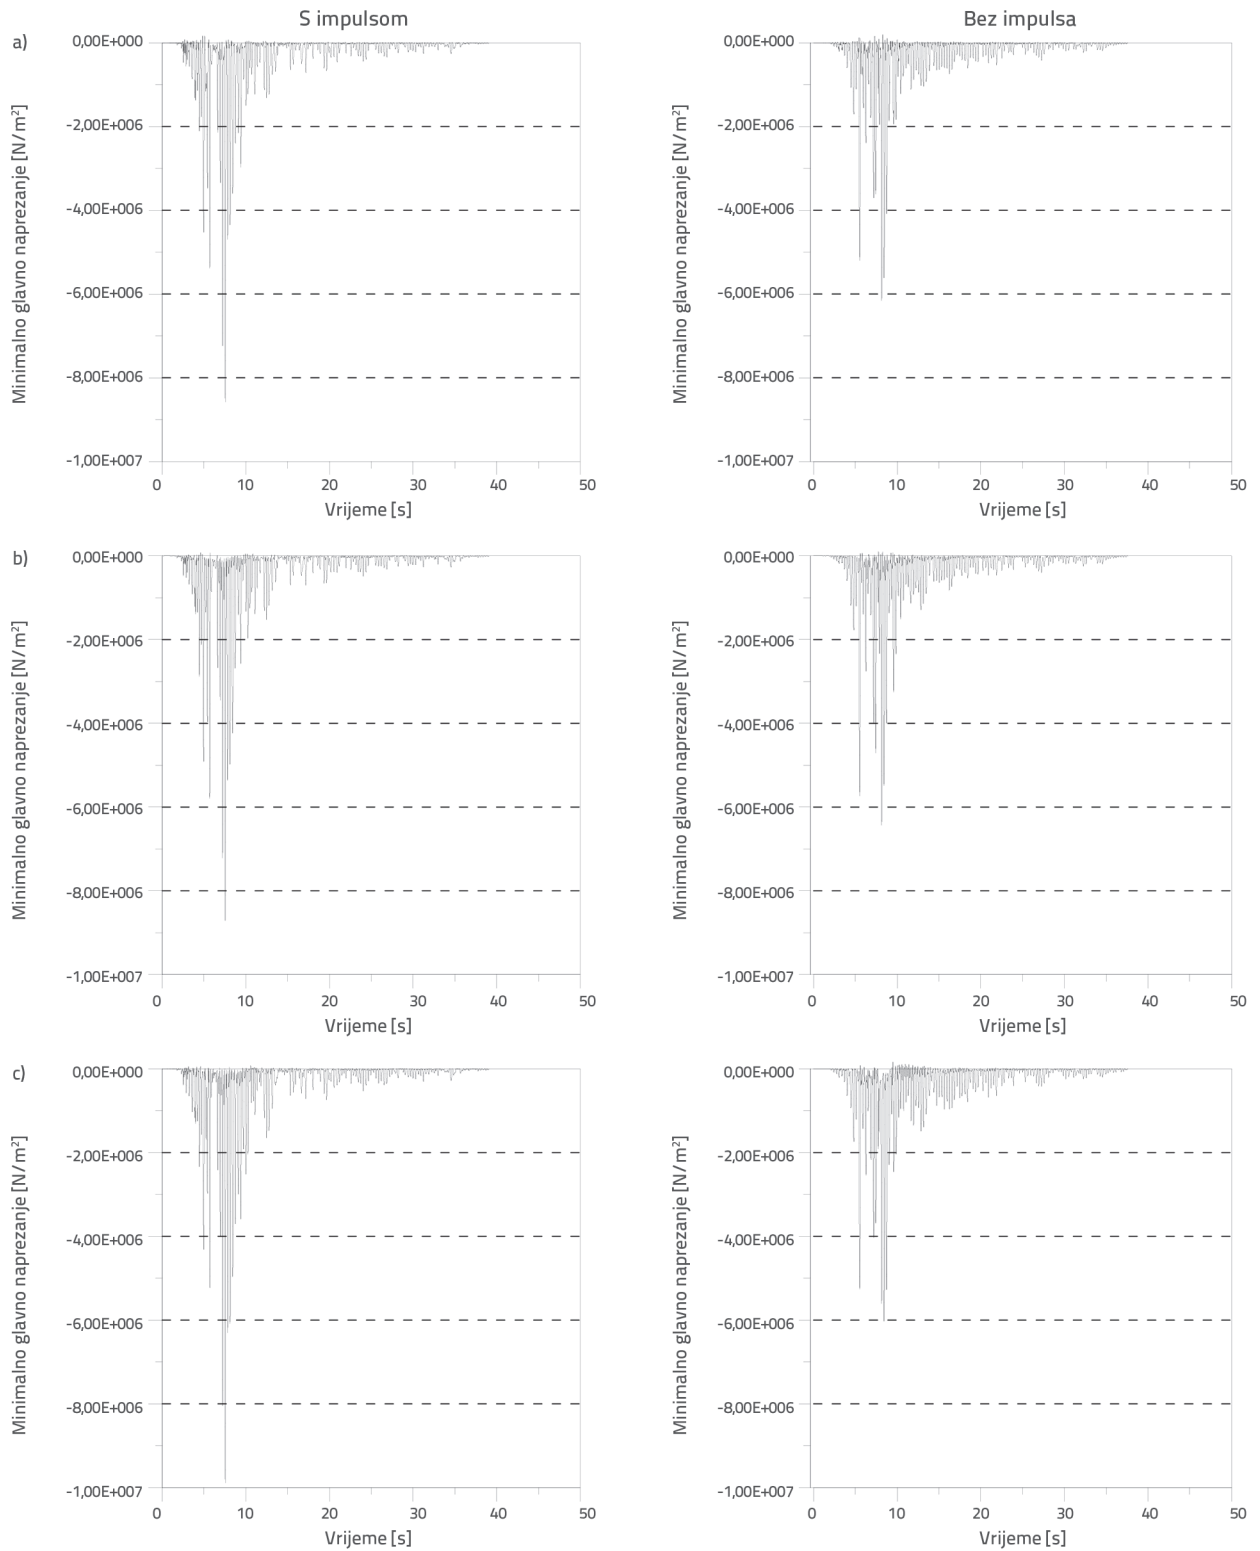 S impulsom
Bez impulsa
a)
Minimalno glavno naprezanje [N/m²]
0,00E+000
-2,00E+006
-4,00E+006
-6,00E+006
-8,00E+006
-1,00E+007
0 10 20 30 40 50
Vrijeme [s]
Minimalno glavno naprezanje [N/m²]
0,00E+000
-2,00E+006
-4,00E+006
-6,00E+006
-8,00E+006
-1,00E+007
0 10 20 30 40 50
Vrijeme [s]
b)
Minimalno glavno naprezanje [N/m²]
0,00E+000
-2,00E+006
-4,00E+006
-6,00E+006
-8,00E+006
-1,00E+007
0 10 20 30 40 50
Vrijeme [s]
Minimalno glavno naprezanje [N/m²]
0,00E+000
-2,00E+006
-4,00E+006
-6,00E+006
-8,00E+006
-1,00E+007
0 10 20 30 40 50
Vrijeme [s]
c)
Minimalno glavno naprezanje [N/m²]
0,00E+000
-2,00E+006
-4,00E+006
-6,00E+006
-8,00E+006
-1,00E+007
0 10 20 30 40 50
Vrijeme [s]
Minimalno glavno naprezanje [N/m²]
0,00E+000
-2,00E+006
-4,00E+006
-6,00E+006
-8,00E+006
-1,00E+007
0 10 20 30 40 50
Vrijeme [s]